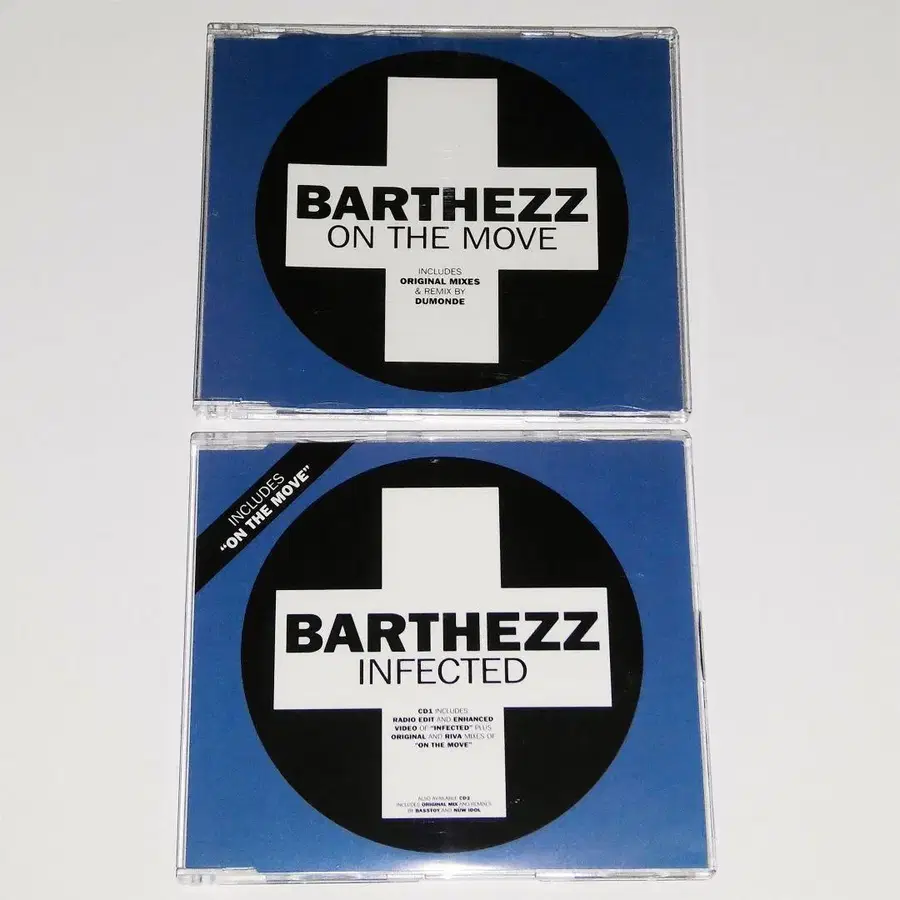 BARTHEZZ
ON THE MOVE
INCLUDES
ORIGINAL MIXES
& REMIX BY
DUMONDE
INCLUDES
"ON THE MOVE"
BARTHEZZ
INFECTED
CD1 INCLUDES
RADIO EDIT AND ENHANCED
VIDEO OF "INFECTED" PLUS
ORIGINAL AND RIVA MIXES OF
"ON THE MOVE"
ALSO AVAILABLE CD2
INCLUDES ORIGINAL MIX AND REMIXES
BY BASSTOY AND NÜW IDOL